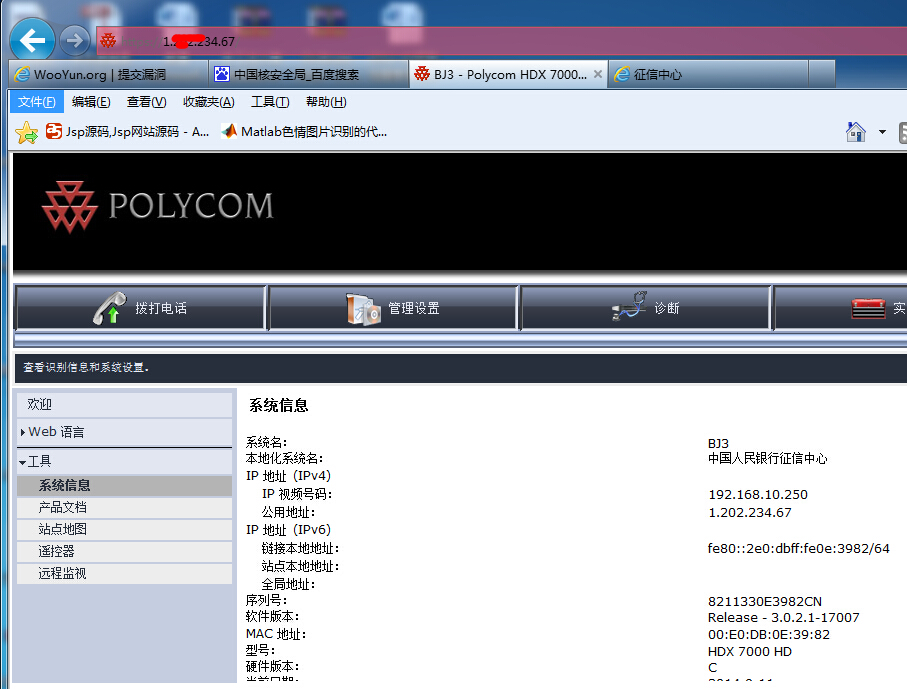 1. .234.67
WooYun.org | 提交漏洞
中国核安全局_百度搜索
BJ3 - Polycom HDX 7000...
征信中心
文件(F) 编辑(E) 查看(V) 收藏夹(A) 工具(T) 帮助(H)
Jsp源码,Jsp网站源码 - A...
Matlab色情图片识别的代...
POLYCOM
拨打电话
管理设置
诊断
实
查看识别信息和系统设置。
欢迎
Web 语言
工具
系统信息
产品文档
站点地图
遥控器
远程监视
系统信息
系统名: BJ3
本地化系统名: 中国人民银行征信中心
IP 地址 (IPv4)
IP 视频号码: 192.168.10.250
公用地址: 1.202.234.67
IP 地址 (IPv6)
链接本地地址: fe80::2e0:dbff:fe0e:3982/64
站点本地地址:
全局地址:
序列号: 8211330E3982CN
软件版本: Release - 3.0.2.1-17007
MAC 地址: 00:E0:DB:0E:39:82
型号: HDX 7000 HD
硬件版本: C